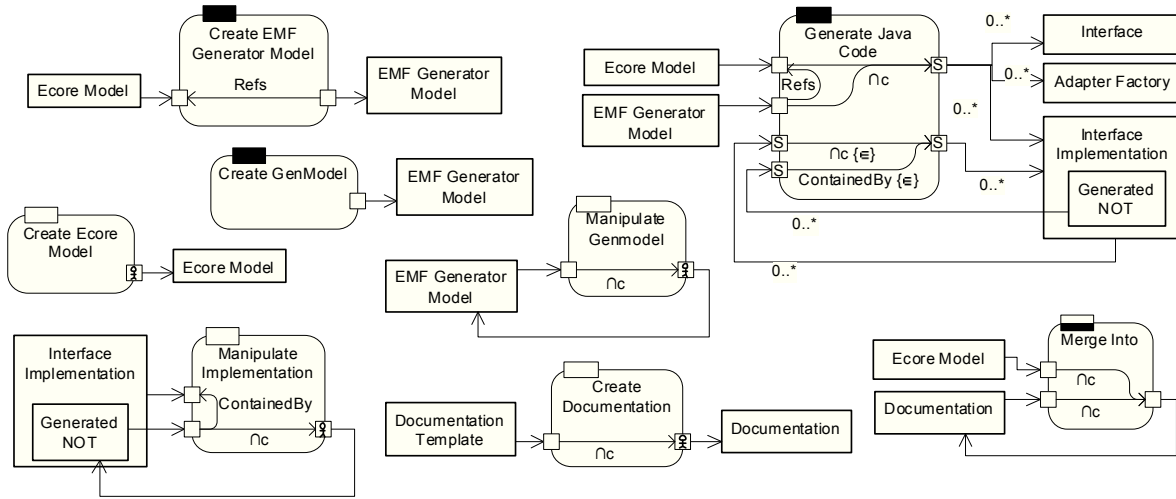 Create EMF
Generator Model
Refs
Ecore Model
EMF Generator
Model
Generate Java
Code
Ecore Model
EMF Generator
Model
Refs
∩c
S
S
S
S
∩c {∈}
ContainedBy {∈}
0..*
0..*
0..*
0..*
0..*
0..*
Interface
Adapter Factory
Interface
Implementation
Generated
NOT
Create GenModel
EMF Generator
Model
Create Ecore
Model
Ecore Model
Manipulate
Genmodel
EMF Generator
Model
∩c
Interface
Implementation
Generated
NOT
Manipulate
Implementation
ContainedBy
∩c
Documentation
Template
Create
Documentation
∩c
Documentation
Merge Into
Ecore Model
Documentation
∩c
∩c